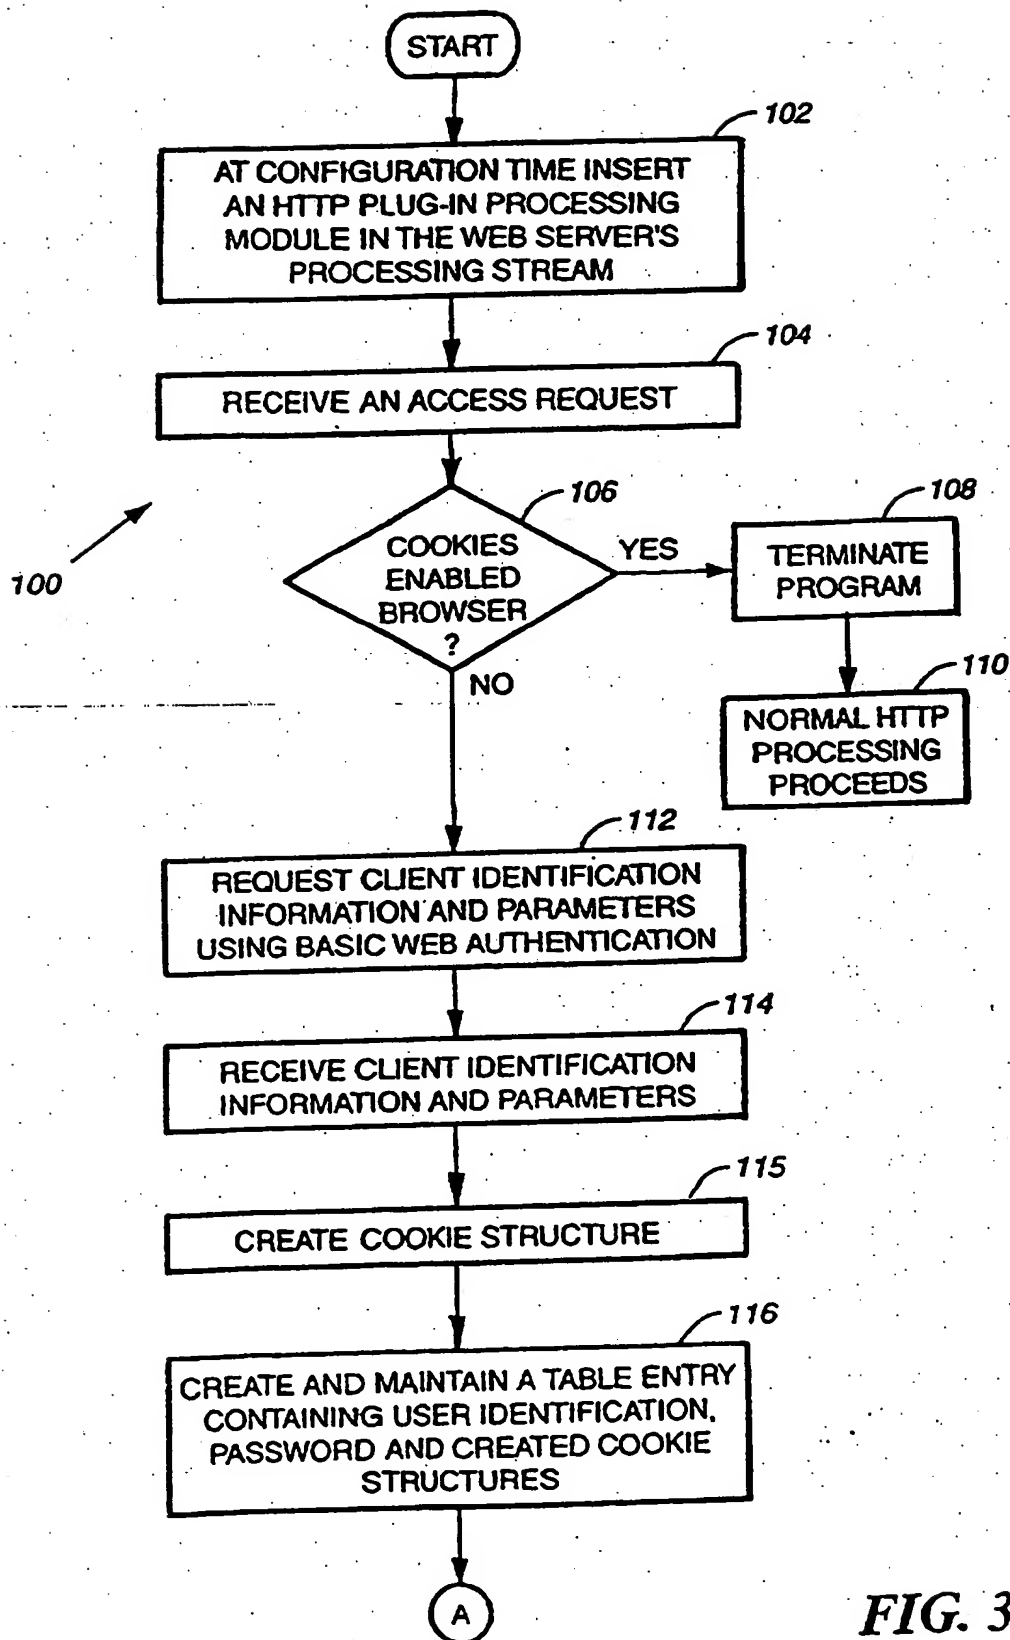 START
102
AT CONFIGURATION TIME INSERT
AN HTTP PLUG-IN PROCESSING
MODULE IN THE WEB SERVER'S
PROCESSING STREAM
104
RECEIVE AN ACCESS REQUEST
106
COOKIES
ENABLED
BROWSER
?
YES
108
TERMINATE
PROGRAM
100
NO
110
NORMAL HTTP
PROCESSING
PROCEEDS
112
REQUEST CLIENT IDENTIFICATION
INFORMATION AND PARAMETERS
USING BASIC WEB AUTHENTICATION
114
RECEIVE CLIENT IDENTIFICATION
INFORMATION AND PARAMETERS
115
CREATE COOKIE STRUCTURE
116
CREATE AND MAINTAIN A TABLE ENTRY
CONTAINING USER IDENTIFICATION,
PASSWORD AND CREATED COOKIE
STRUCTURES
A
FIG. 3